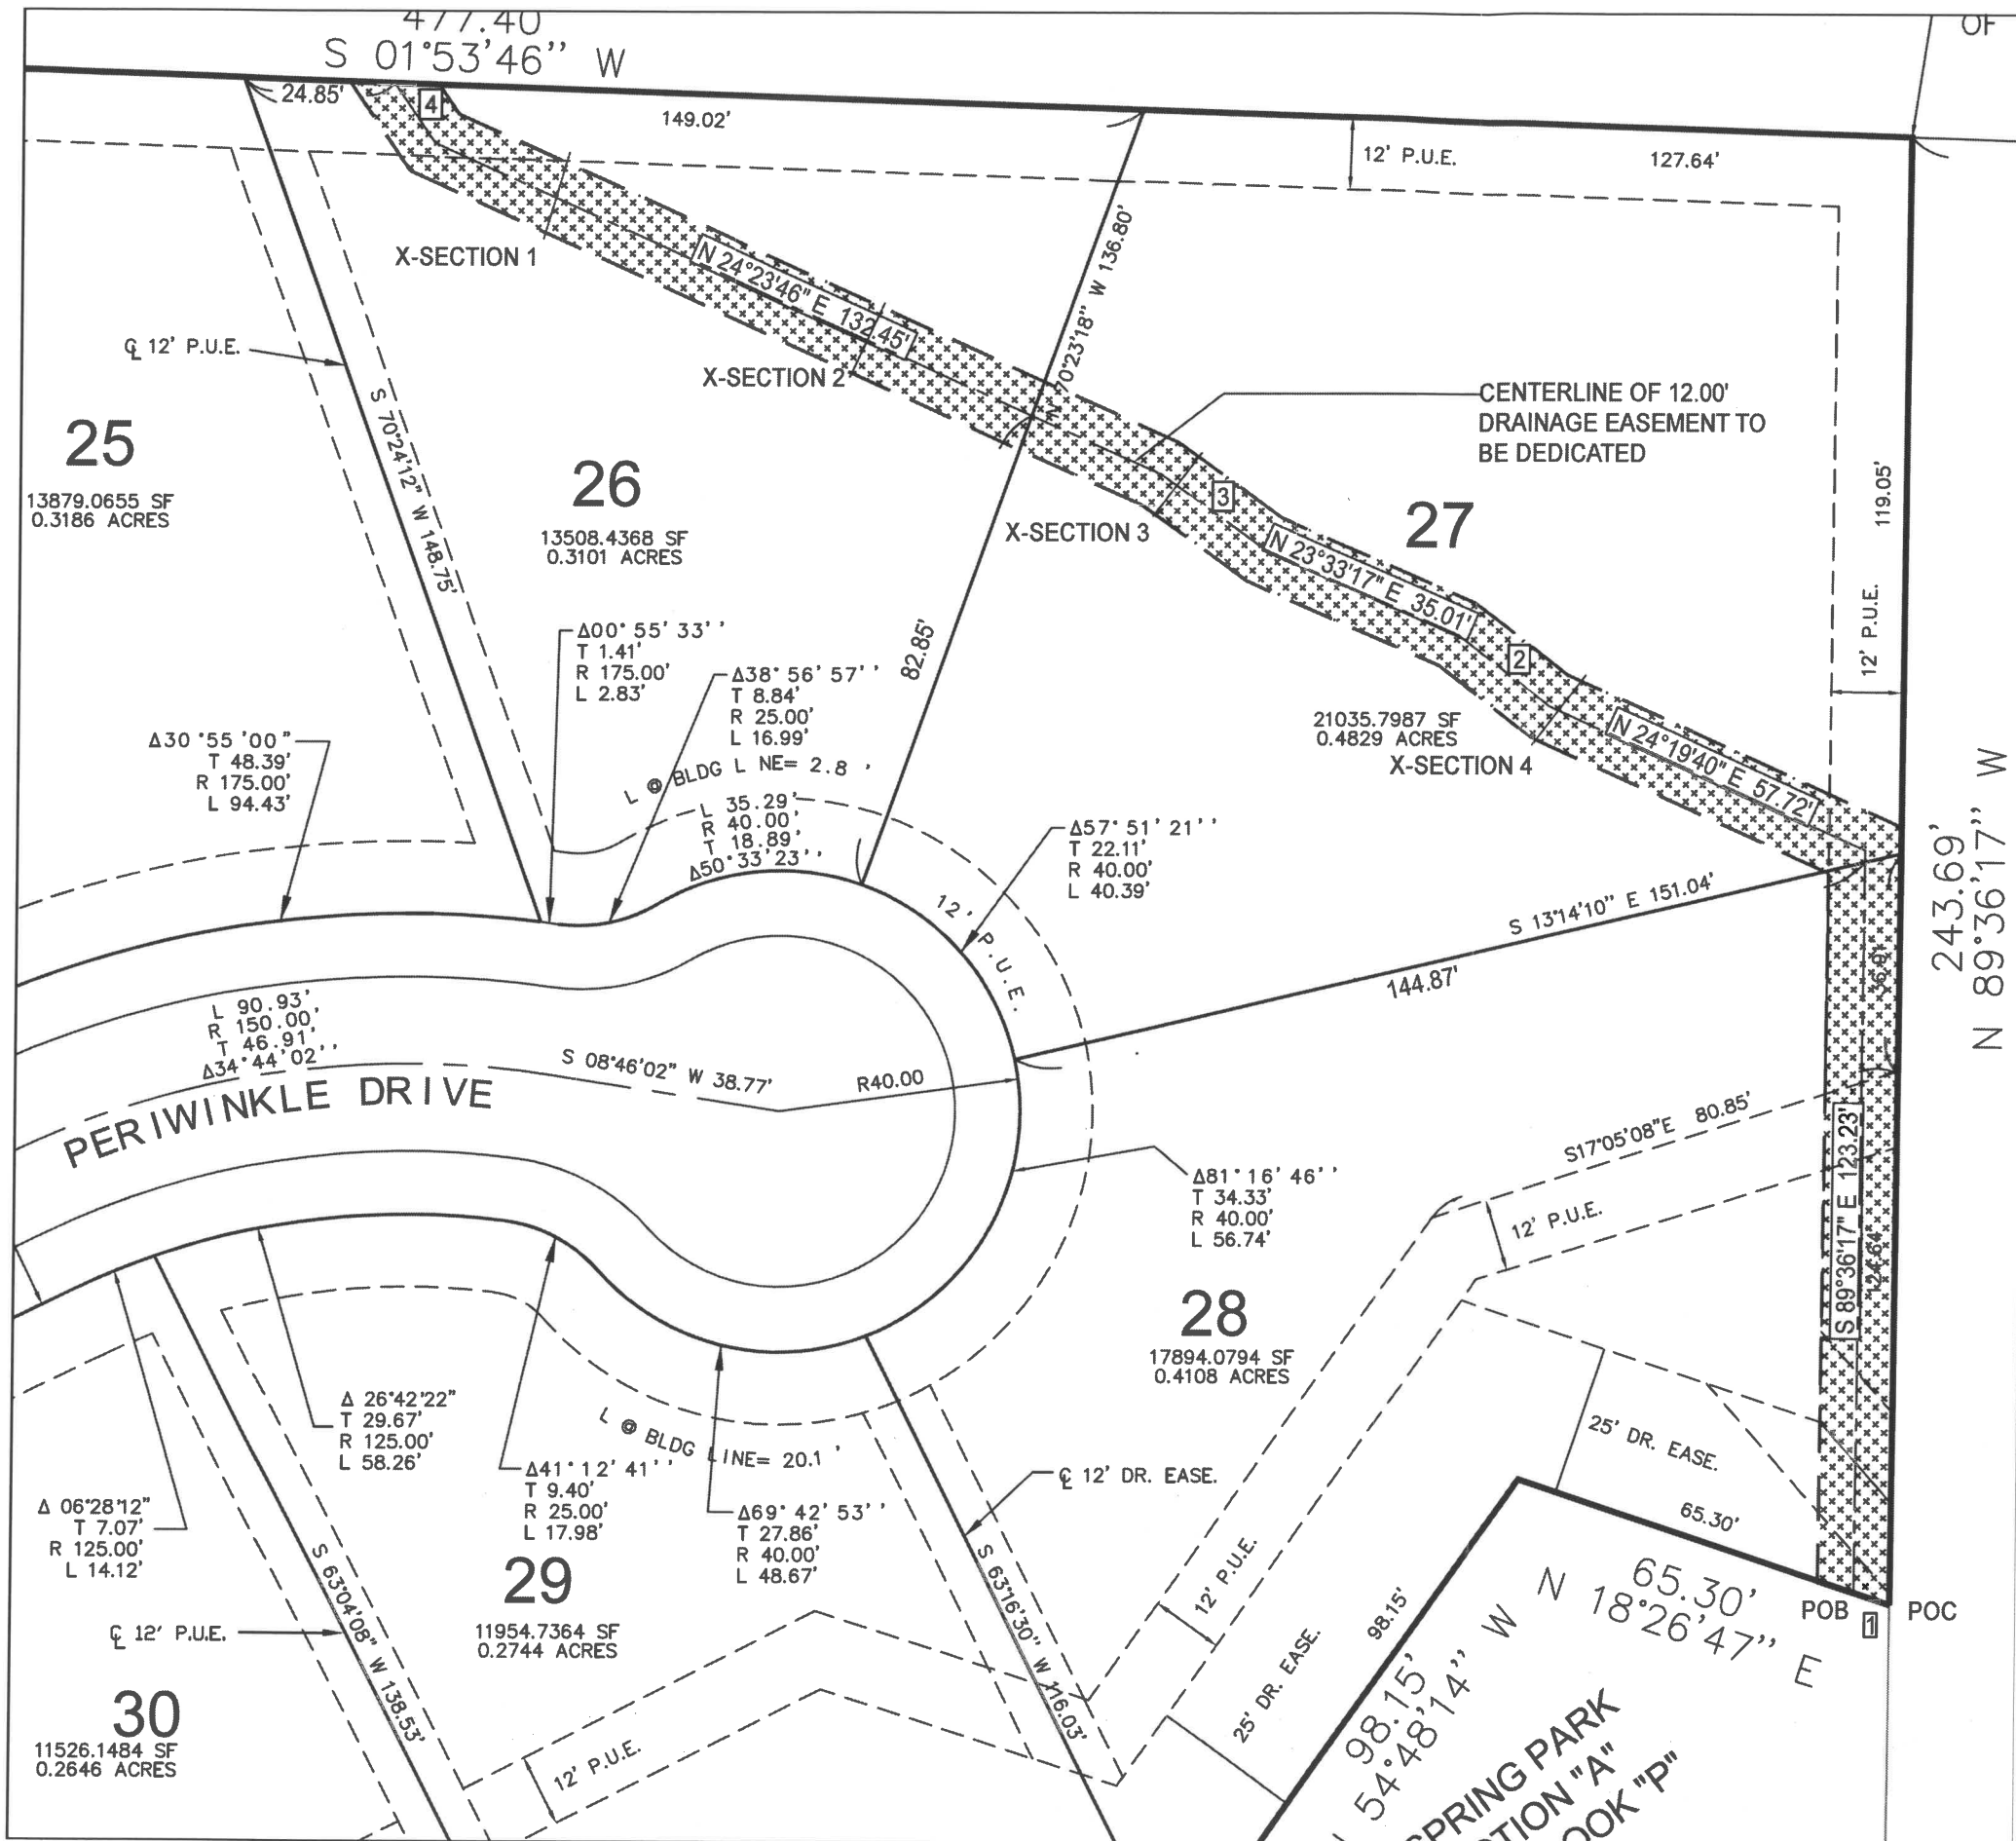 477.40
S 01°53'46'' W
OF
24.85'
4
149.02'
12' P.U.E.
127.64'
X-SECTION 1
N 24°23'46" E 132.45'
N 70°23'18'' W 136.80'
℄ 12' P.U.E.
X-SECTION 2
CENTERLINE OF 12.00'
DRAINAGE EASEMENT TO
BE DEDICATED
S 70°24'12'' W 148.75'
25
13879.0655 SF
0.3186 ACRES
26
13508.4368 SF
0.3101 ACRES
X-SECTION 3
3
27
119.05'
N 23°33'17" E 35.01'
12' P.U.E.
2
82.85'
Δ00° 55' 33''
T 1.41'
R 175.00'
L 2.83'
Δ38° 56' 57''
T 8.84'
R 25.00'
L 16.99'
21035.7987 SF
0.4829 ACRES
X-SECTION 4
N 24°19'40" E 57.72'
Δ30°55'00"
T 48.39'
R 175.00'
L 94.43'
L @ BLDG L NE= 2.8 '
L 35.29'
R 40.00'
T 18.89'
Δ50°33'23''
Δ57° 51' 21''
T 22.11'
R 40.00'
L 40.39'
243.69'
N 89°36'17'' W
12' P.U.E.
S 13°14'10'' E 151.04'
144.87'
36.91'
L 90.93'
R 150.00'
T 46.91'
Δ34°44'02''
S 08°46'02'' W 38.77'
R40.00
PERIWINKLE DRIVE
S17°05'08"E 80.85'
12' P.U.E.
S 89°36'17" E 123.23'
124.64'
Δ81° 16' 46''
T 34.33'
R 40.00'
L 56.74'
28
17894.0794 SF
0.4108 ACRES
Δ 26°42'22"
T 29.67'
R 125.00'
L 58.26'
L @ BLDG LINE= 20.1 '
Δ41° 12' 41''
T 9.40'
R 25.00'
L 17.98'
Δ69° 42' 53''
T 27.86'
R 40.00'
L 48.67'
℄ 12' DR. EASE.
25' DR. EASE.
65.30'
Δ 06°28'12"
T 7.07'
R 125.00'
L 14.12'
S 63°04'08'' W 138.53'
29
11954.7364 SF
0.2744 ACRES
S 63°16'30'' W 116.03'
12' P.U.E.
98.15'
65.30'
N 18°26'47'' E
POB
1
POC
℄ 12' P.U.E.
30
11526.1484 SF
0.2646 ACRES
12' P.U.E.
25' DR. EASE.
98.15'
54°48'14'' W
SPRING PARK
TION "A"
OOK "P"